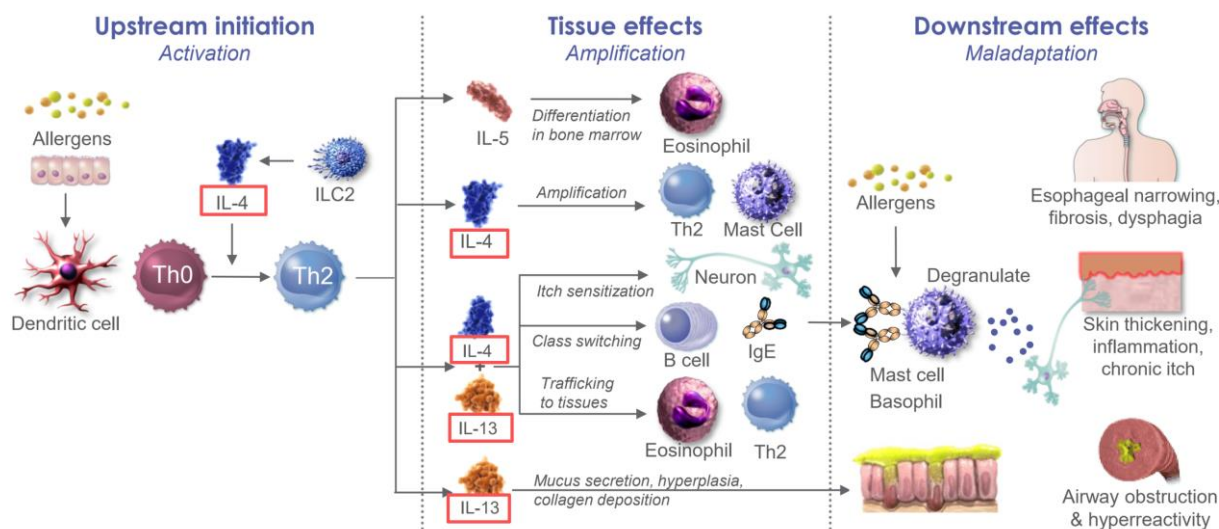 Upstream initiation
Activation
Allergens
IL-4
ILC2
Th0
Th2
Dendritic cell
Tissue effects
Amplification
IL-5
Differentiation
in bone marrow
Eosinophil
IL-4
Amplification
Th2
Mast Cell
Itch sensitization
Neuron
IL-4
Class switching
B cell
IgE
+
IL-13
Trafficking
to tissues
Eosinophil
Th2
IL-13
Mucus secretion, hyperplasia,
collagen deposition
Downstream effects
Maladaptation
Allergens
Degranulate
Mast cell
Basophil
Esophageal narrowing,
fibrosis, dysphagia
Skin thickening,
inflammation,
chronic itch
Airway obstruction
& hyperreactivity